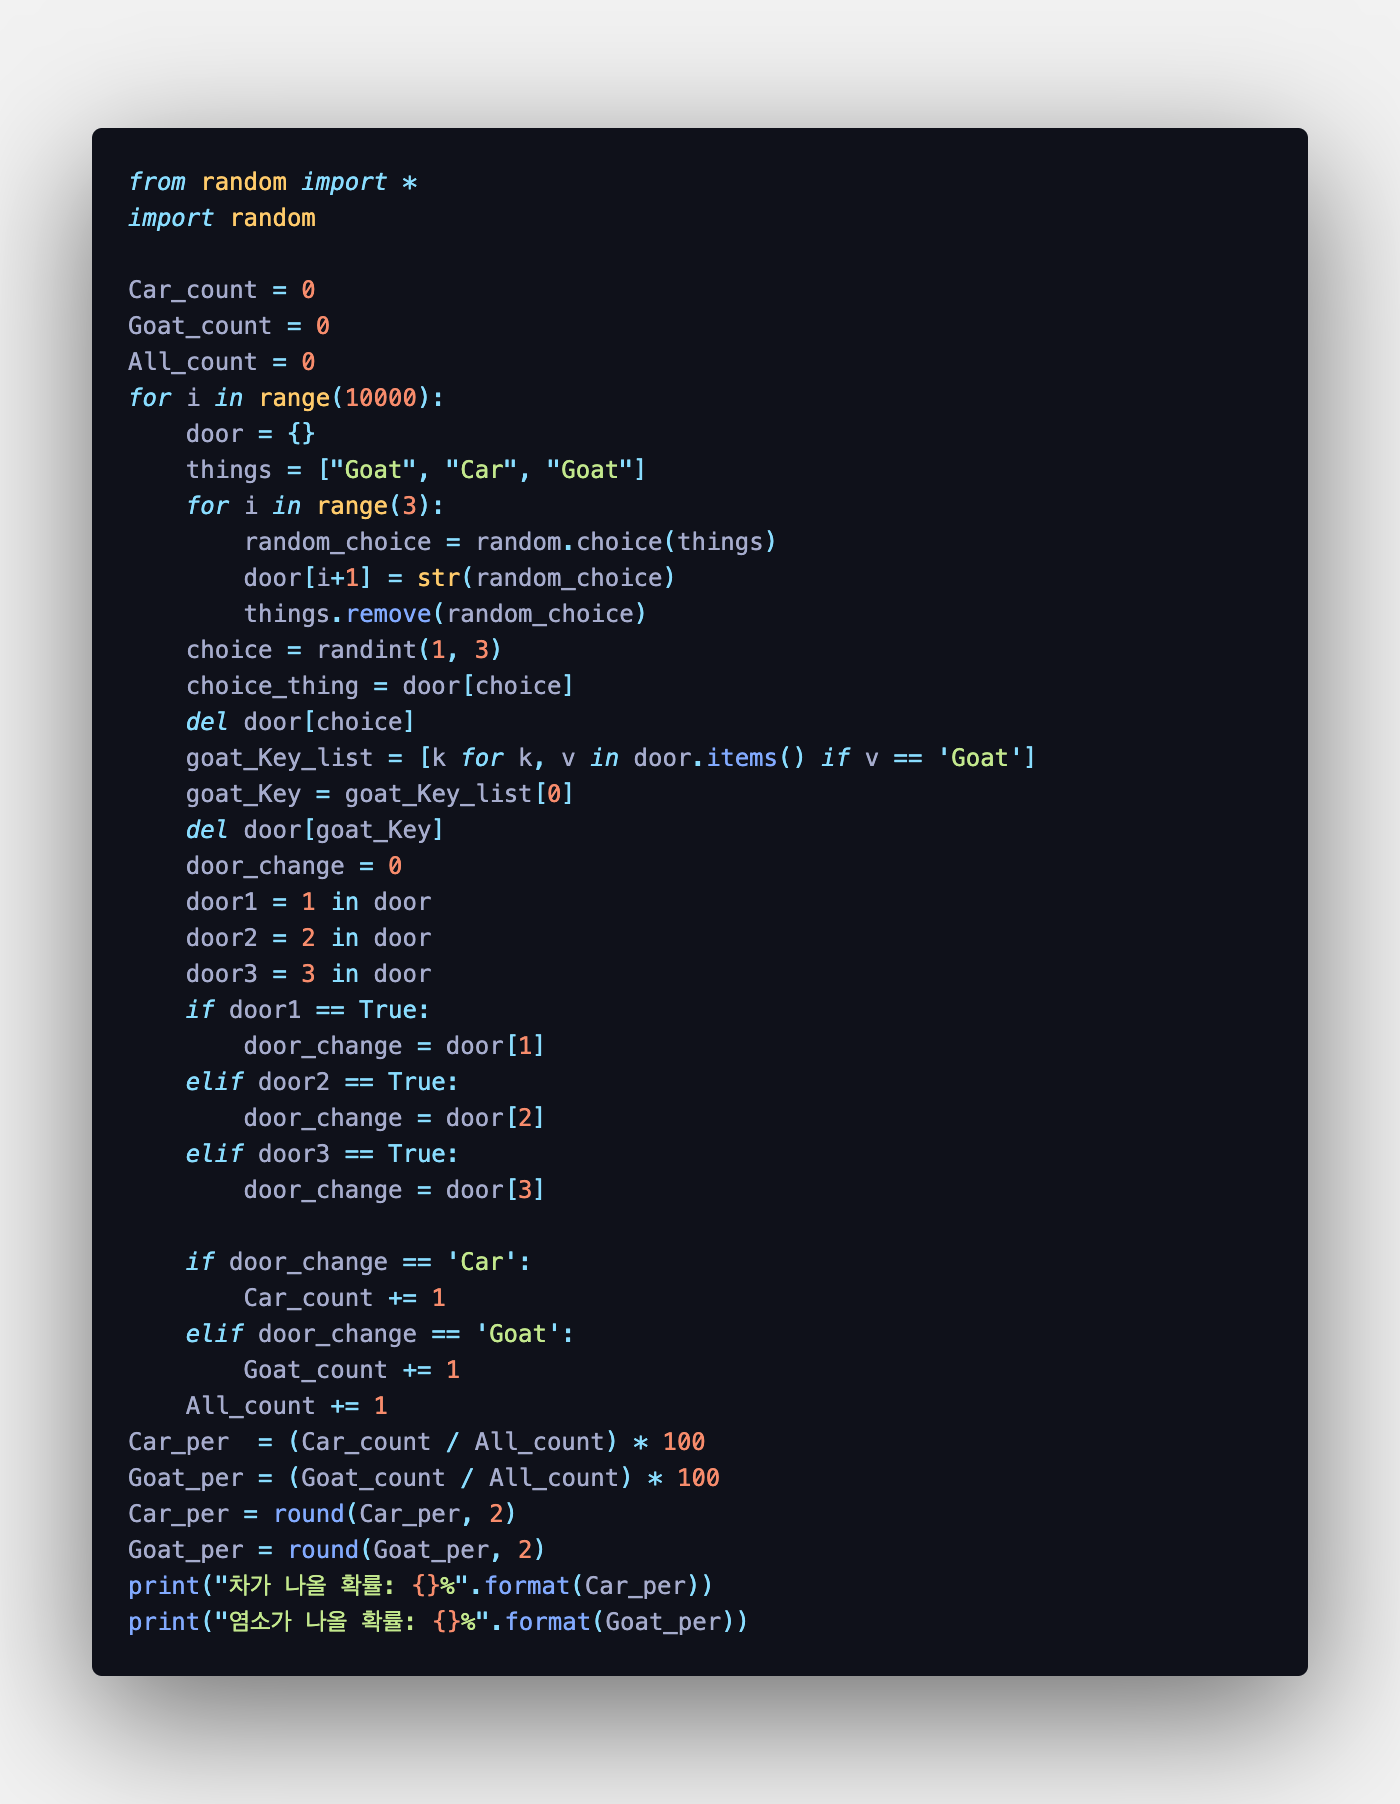 from random import *
import random

Car_count = 0
Goat_count = 0
All_count = 0
for i in range(10000):
    door = {}
    things = ["Goat", "Car", "Goat"]
    for i in range(3):
        random_choice = random.choice(things)
        door[i+1] = str(random_choice)
        things.remove(random_choice)
    choice = randint(1, 3)
    choice_thing = door[choice]
    del door[choice]
    goat_Key_list = [k for k, v in door.items() if v == 'Goat']
    goat_Key = goat_Key_list[0]
    del door[goat_Key]
    door_change = 0
    door1 = 1 in door
    door2 = 2 in door
    door3 = 3 in door
    if door1 == True:
        door_change = door[1]
    elif door2 == True:
        door_change = door[2]
    elif door3 == True:
        door_change = door[3]

    if door_change == 'Car':
        Car_count += 1
    elif door_change == 'Goat':
        Goat_count += 1
    All_count += 1
Car_per  = (Car_count / All_count) * 100
Goat_per = (Goat_count / All_count) * 100
Car_per = round(Car_per, 2)
Goat_per = round(Goat_per, 2)
print("차가 나올 확률: {}%".format(Car_per))
print("염소가 나올 확률: {}%".format(Goat_per))